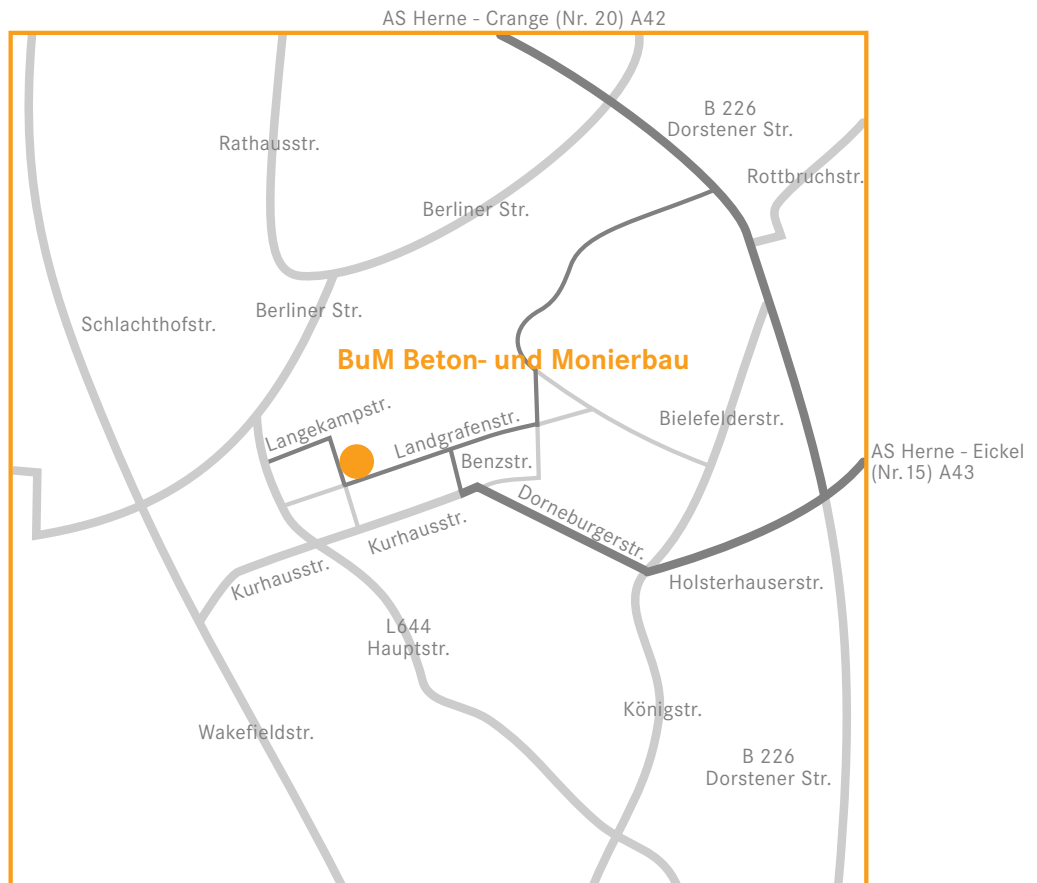 AS Herne - Crange (Nr. 20) A42
B 226
Dorstener Str.
Rathausstr.
Rottbruchstr.
Berliner Str.
Berliner Str.
Schlachthofstr.
BuM Beton- und Monierbau
Langekampstr.
Landgrafenstr.
Bielefelderstr.
Benzstr.
AS Herne - Eickel
(Nr. 15) A43
Dorneburgerstr.
Kurhausstr.
Kurhausstr.
Holsterhauserstr.
L644
Hauptstr.
Königstr.
Wakefieldstr.
B 226
Dorstener Str.